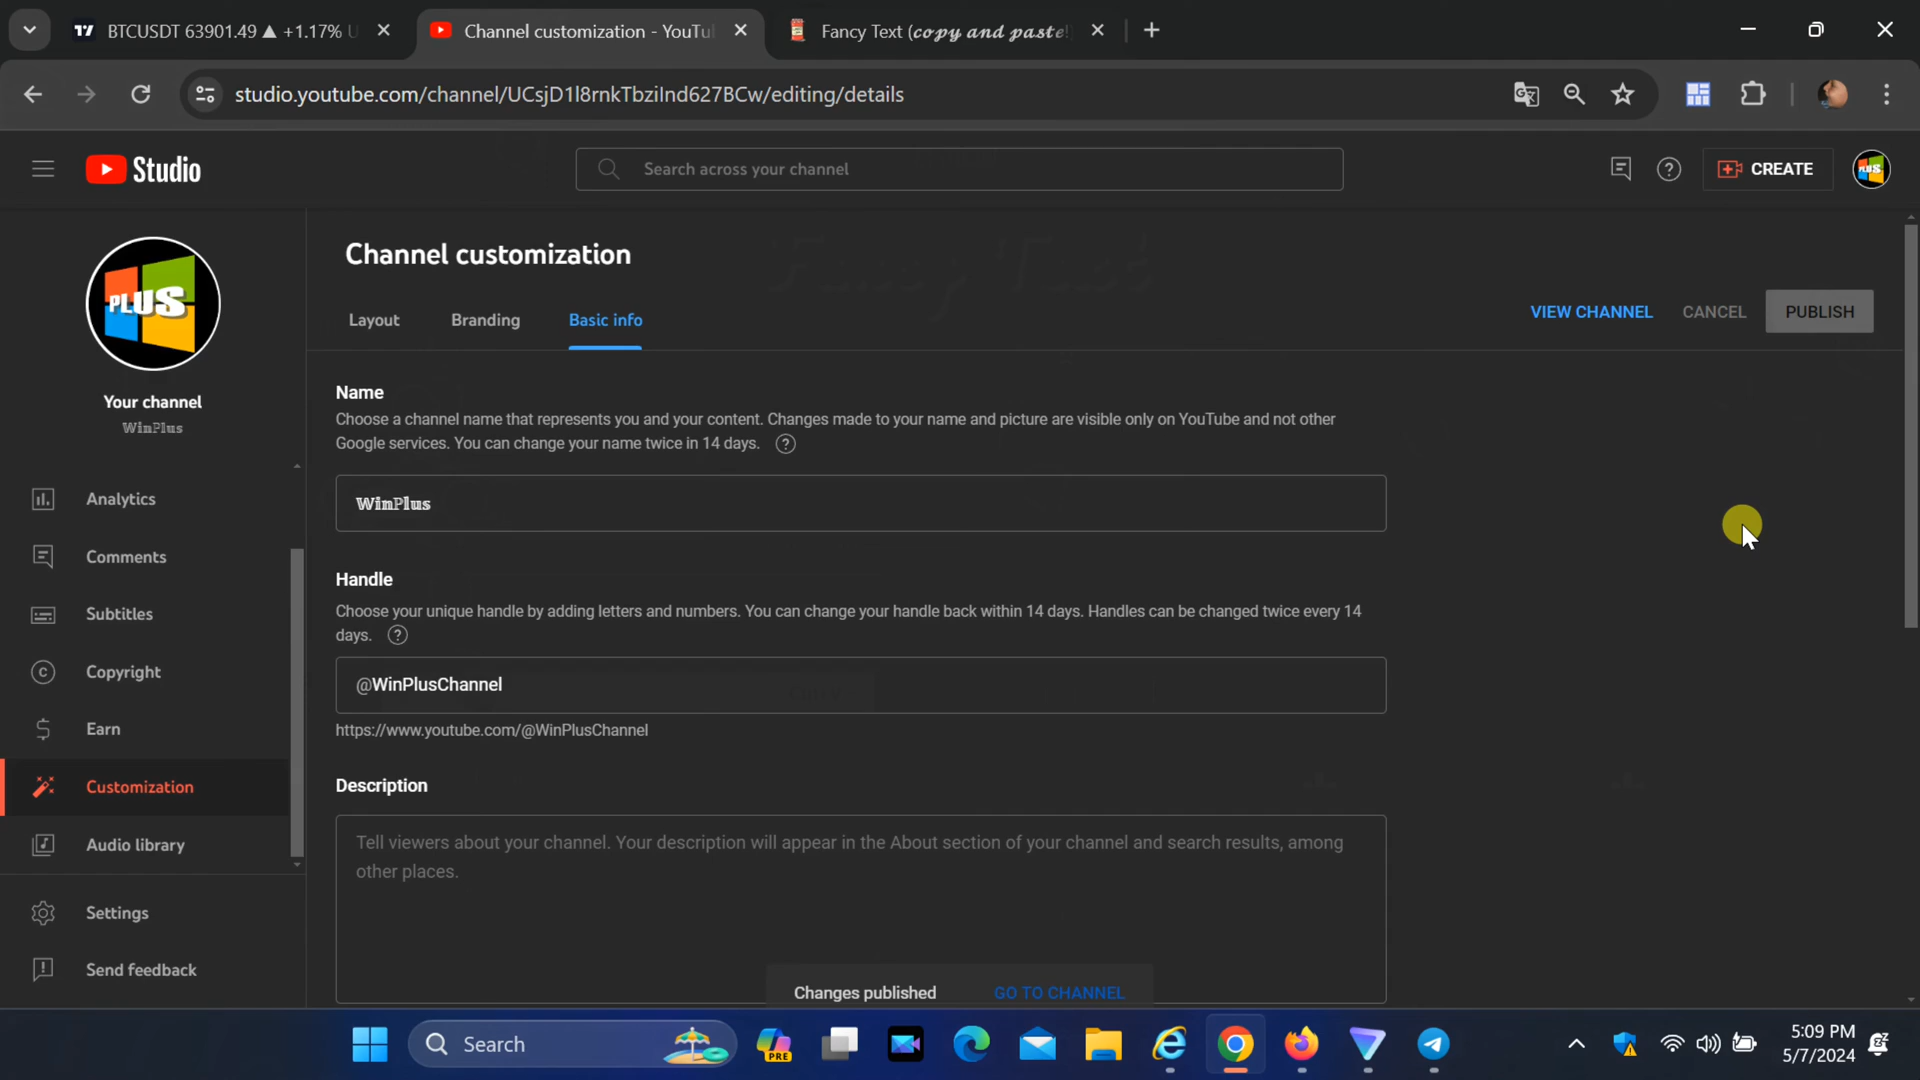 BTCUSDT 63901.49 ▲ +1.17% U
Channel customization - YouTu
Fancy Text (𝓬𝓸𝓹𝔂 𝓪𝓷𝓭 𝓹𝓪𝓼𝓽𝓮!)
studio.youtube.com/channel/UCsjD1l8rnkTbziInd627BCw/editing/details
Studio
Search across your channel
CREATE
PLUS
PLUS
Your channel
𝕎𝕚𝕟ℙ𝕝𝕦𝕤
Analytics
Comments
Subtitles
Copyright
Earn
Customization
Audio library
Settings
Send feedback
Channel customization
Layout
Branding
Basic info
VIEW CHANNEL
CANCEL
PUBLISH
Name
Choose a channel name that represents you and your content. Changes made to your name and picture are visible only on YouTube and not other
Google services. You can change your name twice in 14 days.
𝕎𝕚𝕟ℙ𝕝𝕦𝕤
Handle
Choose your unique handle by adding letters and numbers. You can change your handle back within 14 days. Handles can be changed twice every 14
days.
@WinPlusChannel
https://www.youtube.com/@WinPlusChannel
Description
Tell viewers about your channel. Your description will appear in the About section of your channel and search results, among
other places.
Changes published
GO TO CHANNEL
Search
PRE
5:09 PM
5/7/2024